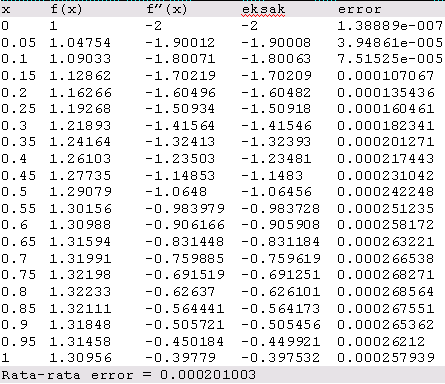 x f(x) f″(x) eksak error
0 1 -2 -2 1.38889e-007
0.05 1.04754 -1.90012 -1.90008 3.94861e-005
0.1 1.09033 -1.80071 -1.80063 7.51525e-005
0.15 1.12862 -1.70219 -1.70209 0.000107067
0.2 1.16266 -1.60496 -1.60482 0.000135436
0.25 1.19268 -1.50934 -1.50918 0.000160461
0.3 1.21893 -1.41564 -1.41546 0.000182341
0.35 1.24164 -1.32413 -1.32393 0.000201271
0.4 1.26103 -1.23503 -1.23481 0.000217443
0.45 1.27735 -1.14853 -1.1483 0.000231042
0.5 1.29079 -1.0648 -1.06456 0.000242248
0.55 1.30156 -0.983979 -0.983728 0.000251235
0.6 1.30988 -0.906166 -0.905908 0.000258172
0.65 1.31594 -0.831448 -0.831184 0.000263221
0.7 1.31991 -0.759885 -0.759619 0.000266538
0.75 1.32198 -0.691519 -0.691251 0.000268271
0.8 1.32233 -0.62637 -0.626101 0.000268564
0.85 1.32111 -0.564441 -0.564173 0.000267551
0.9 1.31848 -0.505721 -0.505456 0.000265362
0.95 1.31458 -0.450184 -0.449921 0.00026212
1 1.30956 -0.39779 -0.397532 0.000257939
Rata-rata error = 0.000201003